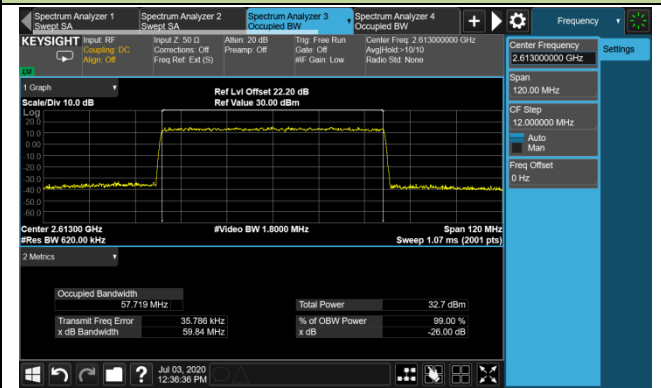 Spectrum Analyzer 1
Swept SA
Spectrum Analyzer 2
Swept SA
Spectrum Analyzer 3
Occupied BW
Spectrum Analyzer 4
Occupied BW
+
Frequency
KEYSIGHT
Input: RF
Coupling: DC
Align: Off
Input Z: 50 Ω
Corrections: Off
Freq Ref: Ext (S)
Atten: 20 dB
Preamp: Off
Trig: Free Run
Gate: Off
#IF Gain: Low
Center Freq: 2.613000000 GHz
Avg|Hold:>10/10
Radio Std: None
Center Frequency
2.613000000 GHz
Settings
Span
120.00 MHz
CF Step
12.000000 MHz
Auto
Man
Freq Offset
0 Hz
1 Graph
Scale/Div 10.0 dB
Ref Lvl Offset 22.20 dB
Ref Value 30.00 dBm
Log
20.0
10.0
0.00
-10.0
-20.0
-30.0
-40.0
-50.0
-60.0
Center 2.61300 GHz
#Res BW 620.00 kHz
#Video BW 1.8000 MHz
Span 120 MHz
Sweep 1.07 ms (2001 pts)
2 Metrics
Occupied Bandwidth
57.719 MHz
Total Power 32.7 dBm
Transmit Freq Error 35.786 kHz
% of OBW Power 99.00 %
x dB Bandwidth 59.84 MHz
x dB -26.00 dB
?
Jul 03, 2020
12:36:36 PM